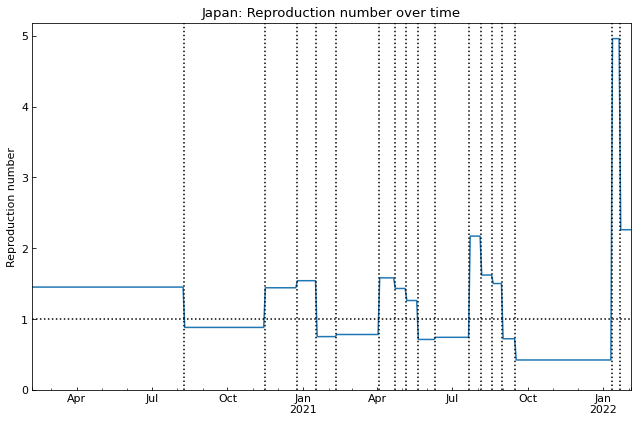 Japan: Reproduction number over time
Reproduction number
5
4
3
2
1
0
Apr
Jul
Oct
Jan
2021
Apr
Jul
Oct
Jan
2022